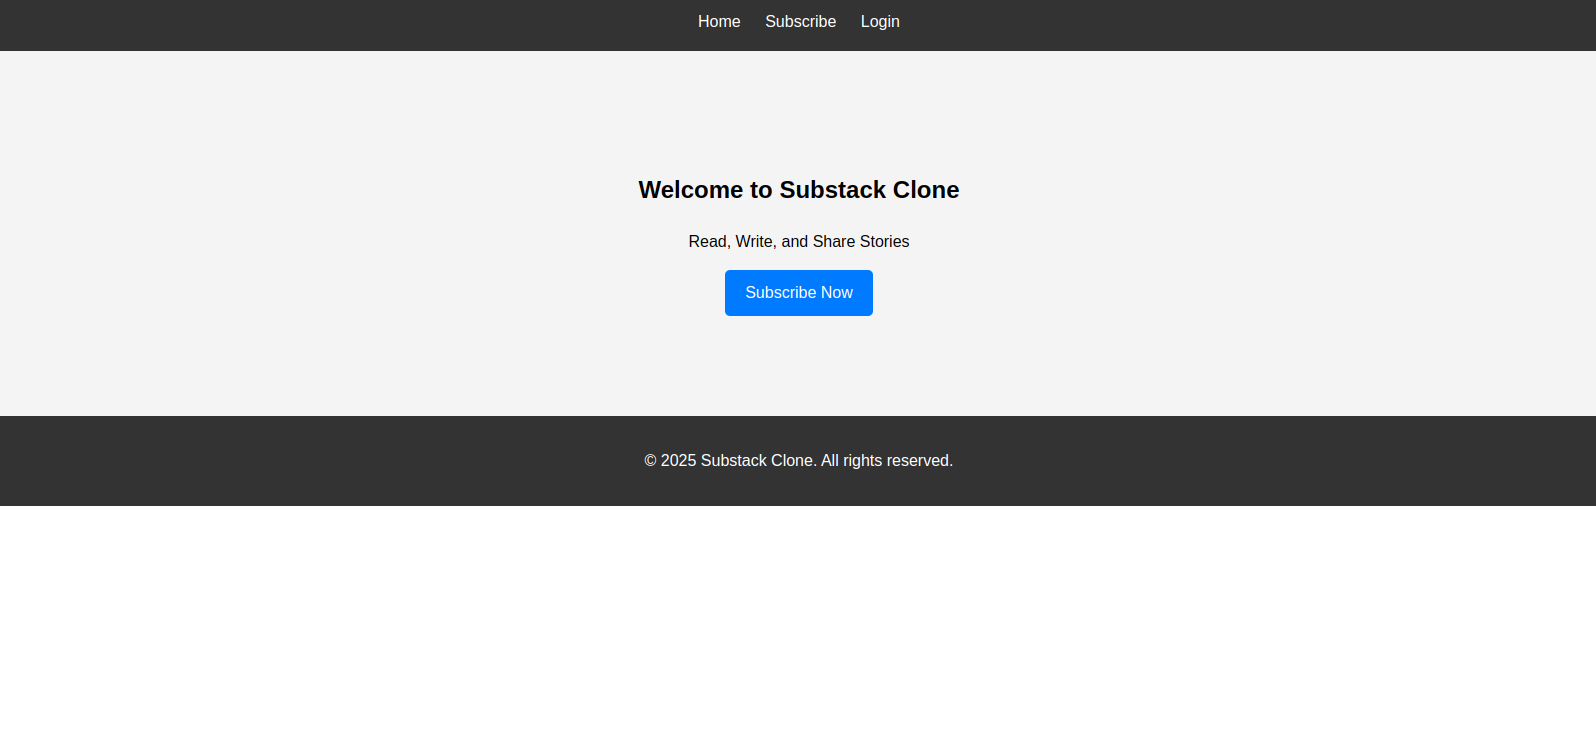 Home Subscribe Login
Welcome to Substack Clone
Read, Write, and Share Stories
Subscribe Now
© 2025 Substack Clone. All rights reserved.